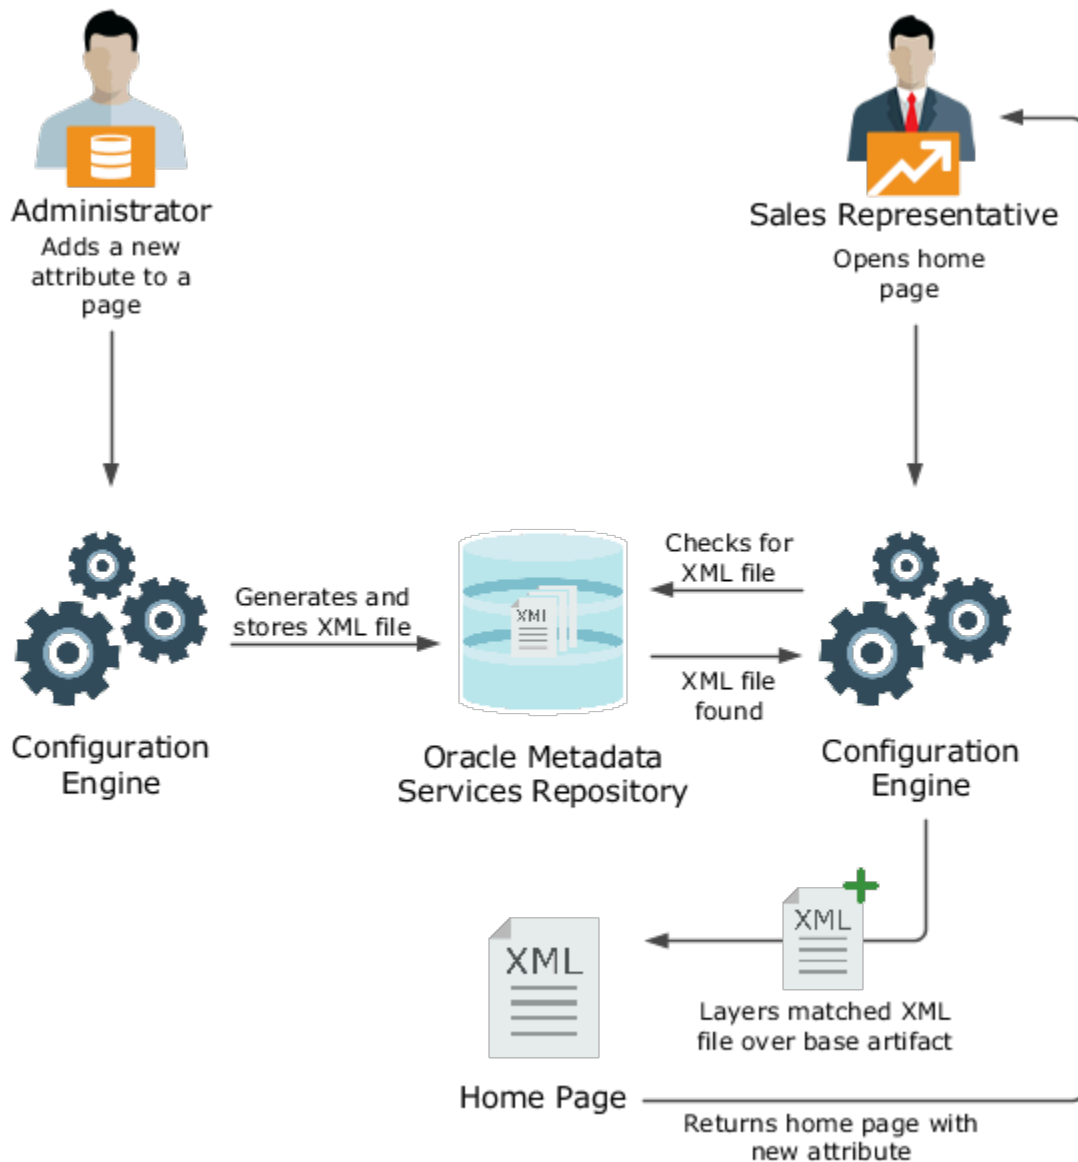 Administrator
Adds a new
attribute to a
page
Sales Representative
Opens home
page
Generates and
stores XML file
XML
Checks for
XML file
XML file
found
Configuration
Engine
Oracle Metadata
Services Repository
Configuration
Engine
XML
XML
Layers matched XML
file over base artifact
Home Page
Returns home page with
new attribute